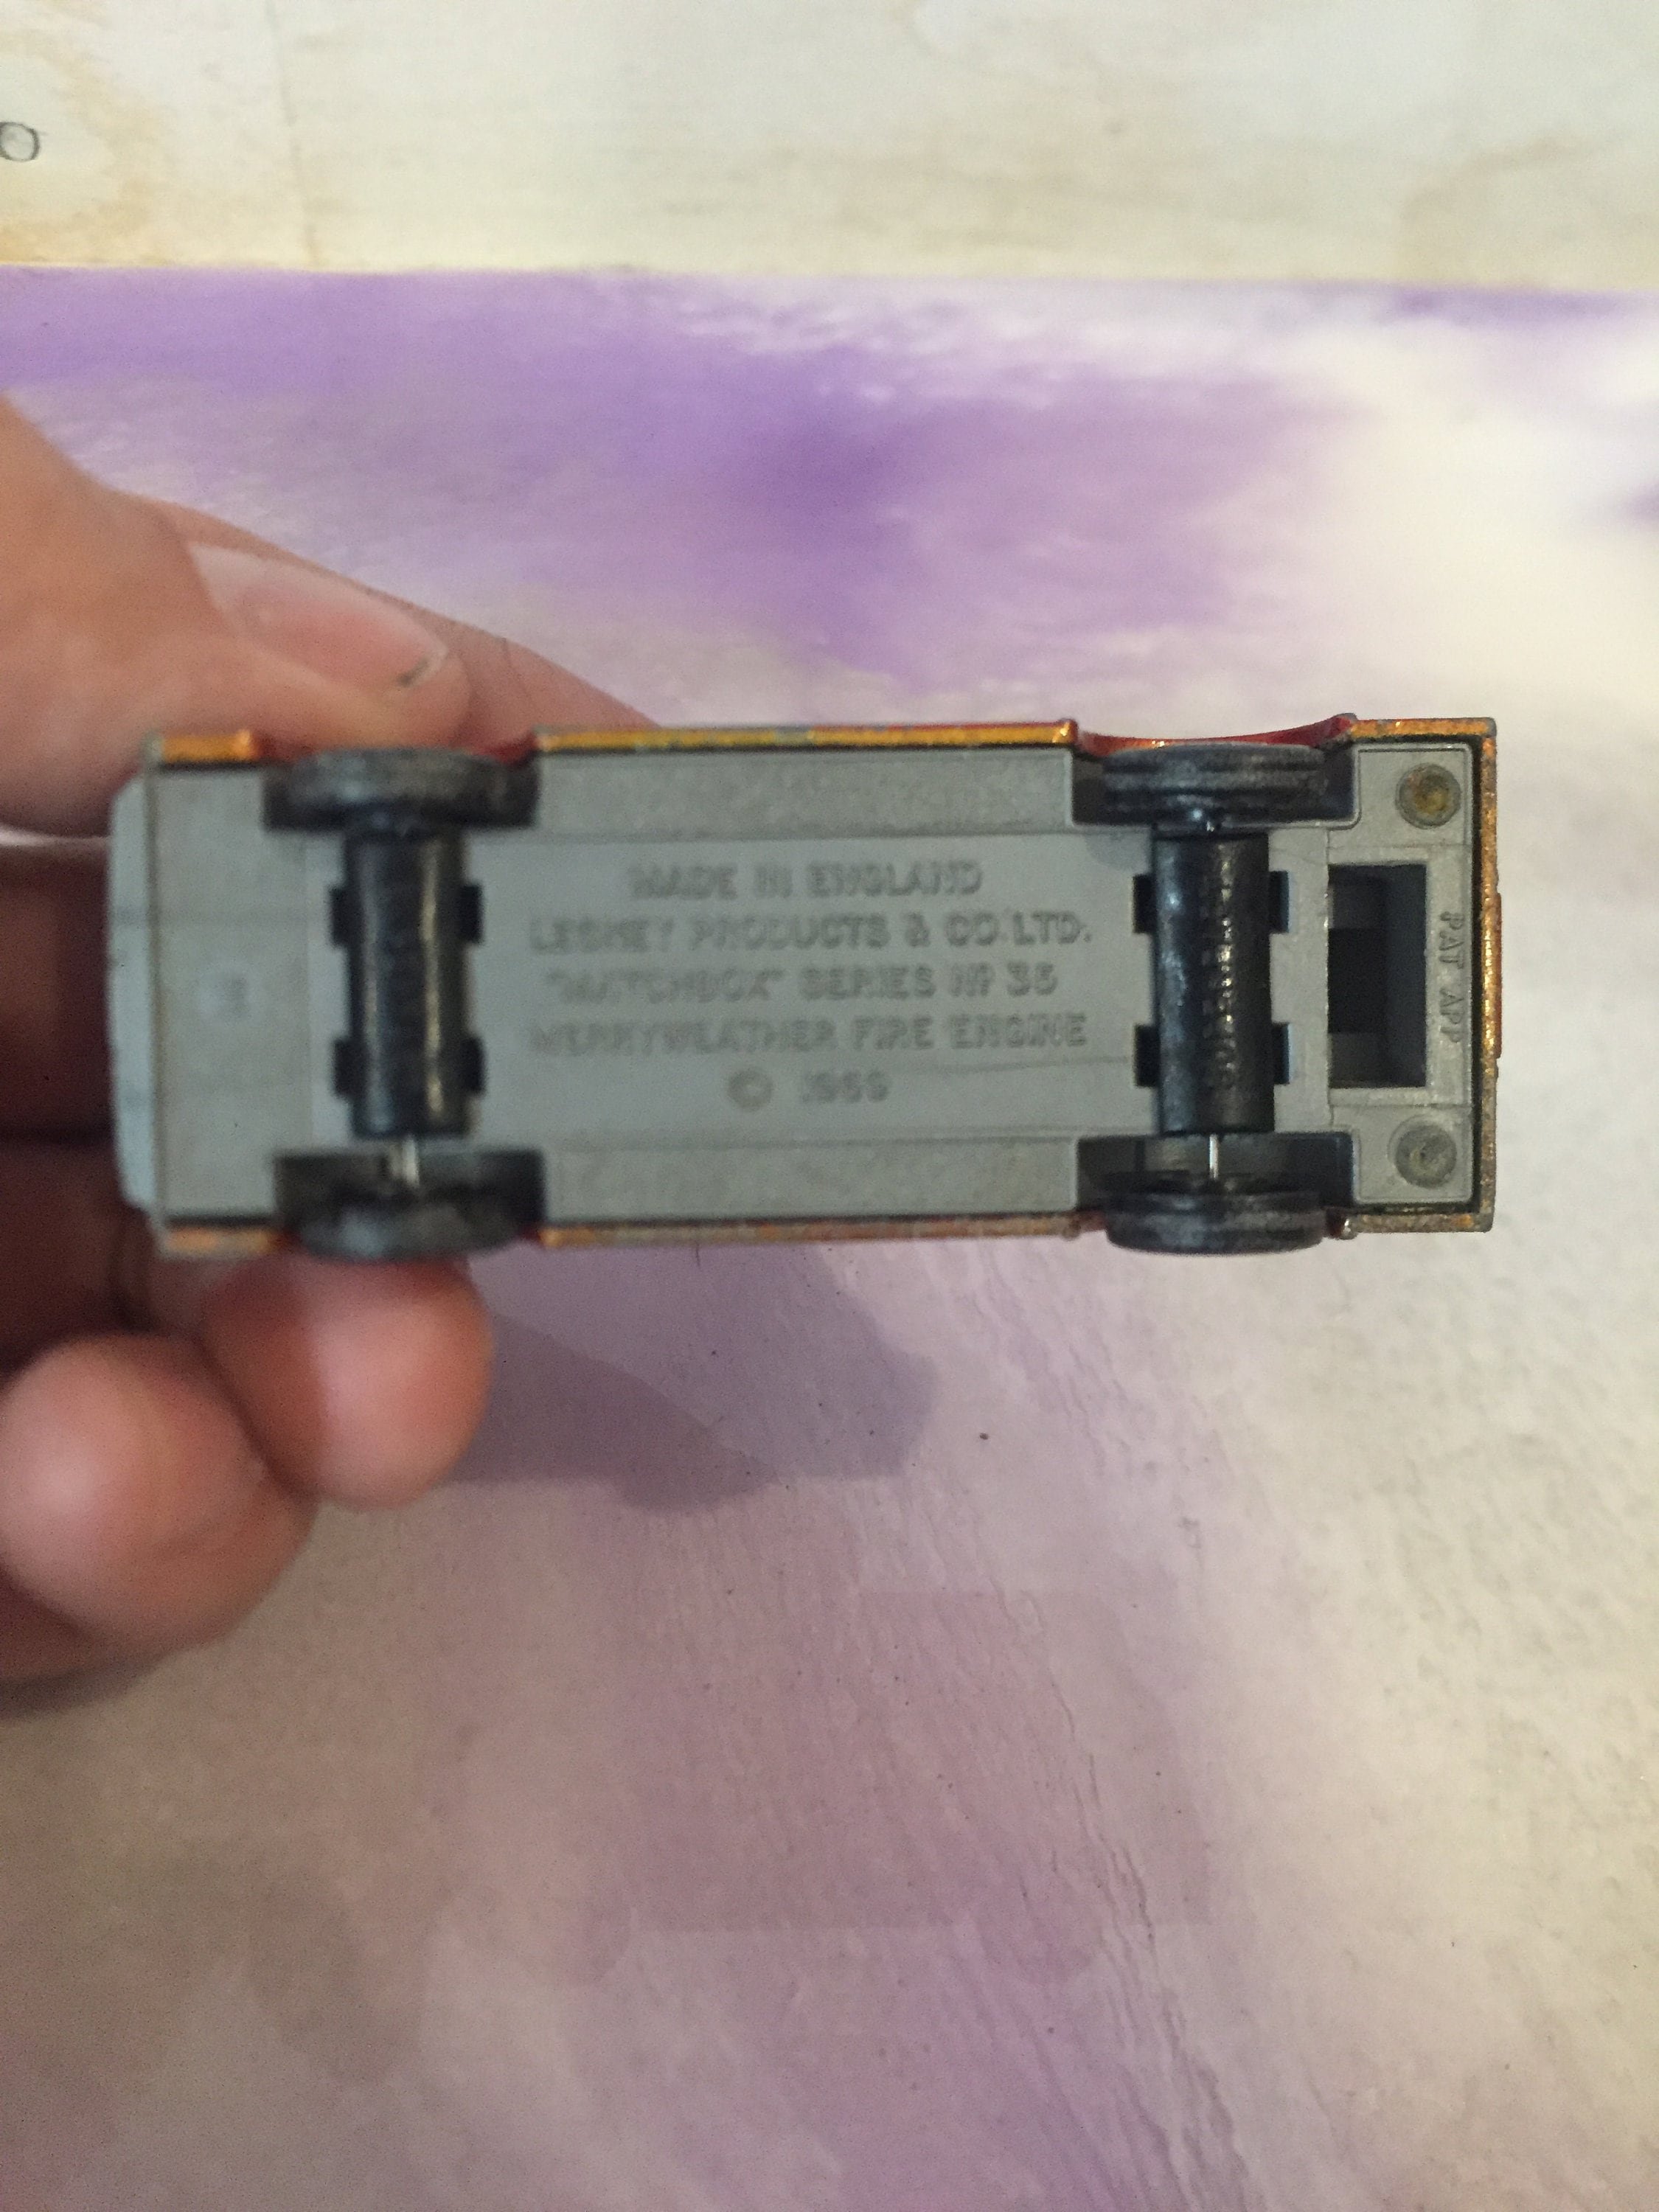 MADE IN ENGLAND
LESNEY PRODUCTS & CO. LTD.
"MATCHBOX" SERIES Nº 35
MERRYWEATHER FIRE ENGINE
© 1969
PAT APP